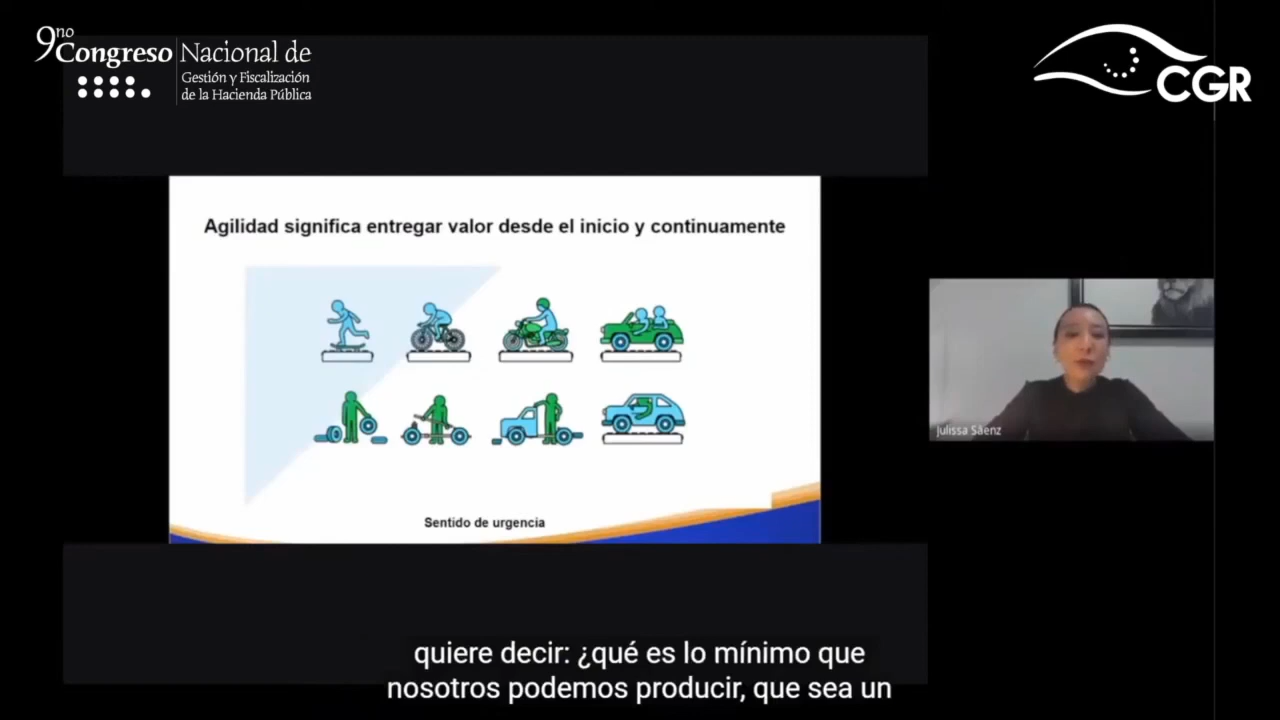 9no
Congreso Nacional de
Gestión y Fiscalización
de la Hacienda Pública
CGR
Agilidad significa entregar valor desde el inicio y continuamente
Julissa Sáenz
Sentido de urgencia
quiere decir: ¿qué es lo mínimo que
nosotros podemos producir, que sea un